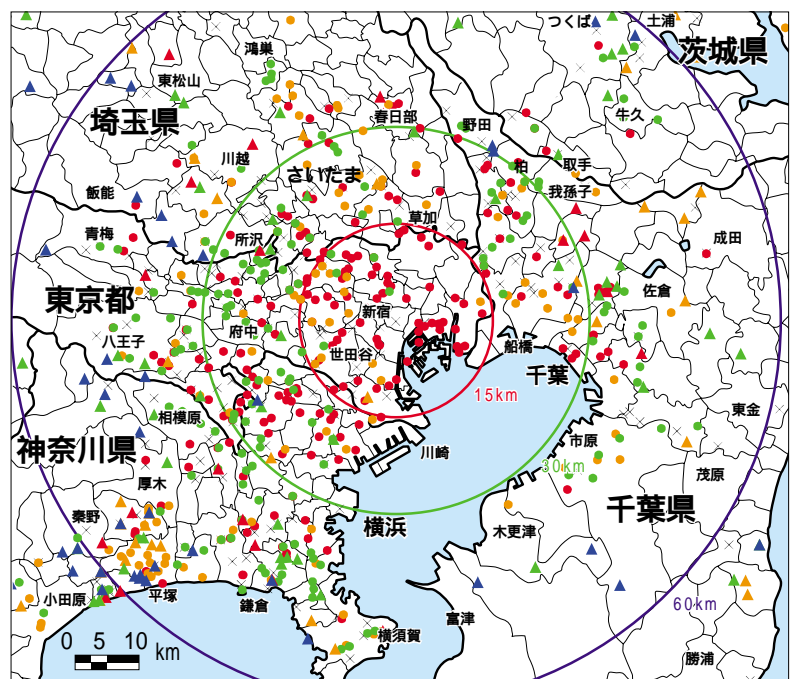 つくば
土浦
鴻巣
茨城県
東松山
春日部
埼玉県
野田
牛久
川越
さいたま
柏
取手
飯能
我孫子
草加
青梅
所沢
成田
東京都
佐倉
新宿
府中
八王子
世田谷
船橋
千葉
15km
相模原
東金
神奈川県
川崎
市原
30km
茂原
厚木
千葉県
秦野
横浜
木更津
小田原
平塚
鎌倉
富津
60km
横須賀
0 5 10 km
勝浦